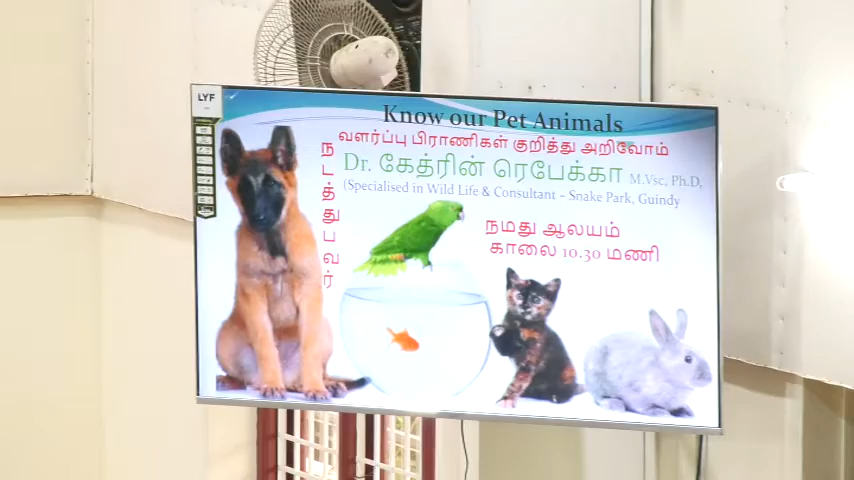 LYF
Know our Pet Animals
வளர்ப்பு பிராணிகள் குறித்து அறிவோம்
Dr. கேத்ரின் ரெபேக்கா M.Vsc, Ph.D,
(Specialised in Wild Life & Consultant - Snake Park, Guindy
நடத்துபவர்
நமது ஆலயம்
காலை 10.30 மணி